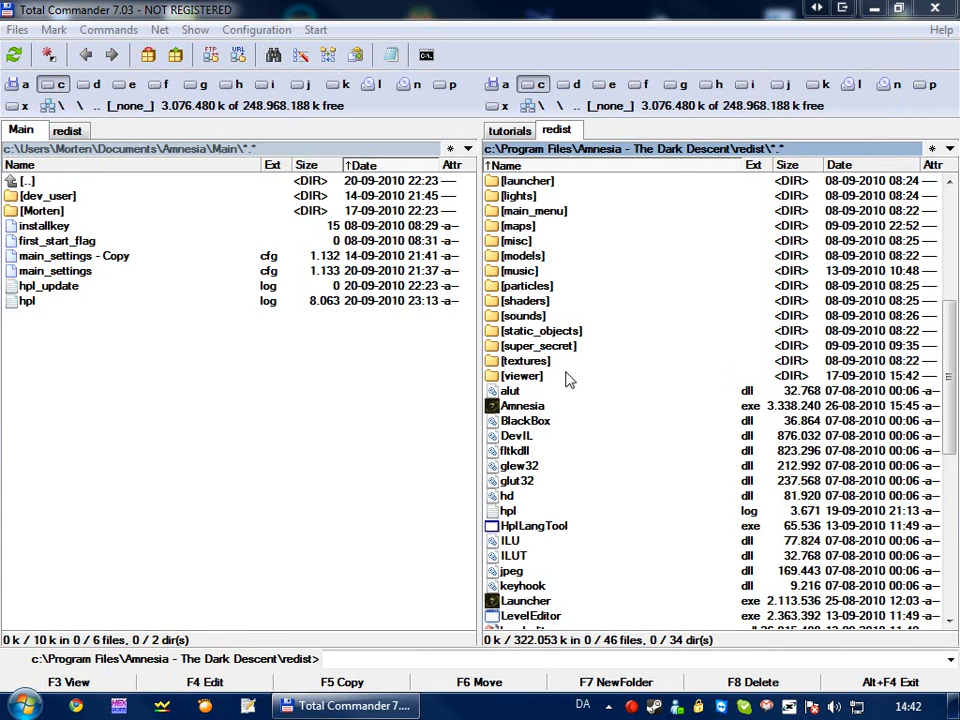 Total Commander 7.03 - NOT REGISTERED
Files Mark Commands Net Show Configuration Start Help
FTP URL
a c d e f g h i j k l n p
a c d e f g h i j k l n p
x \ .. [_none_] 3.076.480 k of 248.968.188 k free
x \ .. [_none_] 3.076.480 k of 248.968.188 k free
Main redist
tutorials redist
c:\Users\Morten\Documents\Amnesia\Main\*.* * 
c:\Program Files\Amnesia - The Dark Descent\redist\*.* *
Name Ext Size ↑Date Attr
[..] <DIR> 20-09-2010 22:23 ----
[dev_user] <DIR> 14-09-2010 21:45 ----
[Morten] <DIR> 17-09-2010 22:23 ----
installkey 15 08-09-2010 08:29 -a--
first_start_flag 0 08-09-2010 08:31 -a--
main_settings - Copy cfg 1.132 14-09-2010 21:41 -a--
main_settings cfg 1.133 20-09-2010 21:37 -a--
hpl_update log 0 20-09-2010 22:23 -a--
hpl log 8.063 20-09-2010 23:13 -a--
↑Name Ext Size Date Attr
[launcher] <DIR> 08-09-2010 08:24 ----
[lights] <DIR> 08-09-2010 08:24 ----
[main_menu] <DIR> 08-09-2010 08:24 ----
[maps] <DIR> 09-09-2010 22:52 ----
[misc] <DIR> 08-09-2010 08:25 ----
[models] <DIR> 08-09-2010 08:25 ----
[music] <DIR> 13-09-2010 10:48 ----
[particles] <DIR> 08-09-2010 08:25 ----
[shaders] <DIR> 08-09-2010 08:25 ----
[sounds] <DIR> 08-09-2010 08:26 ----
[static_objects] <DIR> 08-09-2010 08:22 ----
[super_secret] <DIR> 09-09-2010 09:35 ----
[textures] <DIR> 08-09-2010 08:22 ----
[viewer] <DIR> 17-09-2010 15:42 ----
alut dll 32.768 07-08-2010 00:06 -a--
Amnesia exe 3.338.240 26-08-2010 15:45 -a--
BlackBox dll 36.864 07-08-2010 00:06 -a--
DevIL dll 876.032 07-08-2010 00:06 -a--
fltkdll dll 823.296 07-08-2010 00:06 -a--
glew32 dll 212.992 07-08-2010 00:06 -a--
glut32 dll 237.568 07-08-2010 00:06 -a--
hd dll 81.920 07-08-2010 00:06 -a--
hpl log 3.671 19-09-2010 21:13 -a--
HplLangTool exe 65.536 13-09-2010 11:49 -a--
ILU dll 77.824 07-08-2010 00:06 -a--
ILUT dll 32.768 07-08-2010 00:06 -a--
jpeg dll 169.443 07-08-2010 00:06 -a--
keyhook dll 9.216 07-08-2010 00:06 -a--
Launcher exe 2.113.536 25-08-2010 12:03 -a--
LevelEditor exe 2.363.392 13-09-2010 11:49 -a--
0 k / 10 k in 0 / 6 files, 0 / 2 dir(s)
0 k / 322.053 k in 0 / 46 files, 0 / 34 dir(s)
c:\Program Files\Amnesia - The Dark Descent\redist>
F3 View F4 Edit F5 Copy F6 Move F7 NewFolder F8 Delete Alt+F4 Exit
HEX Total Commander 7.... DA 14:42